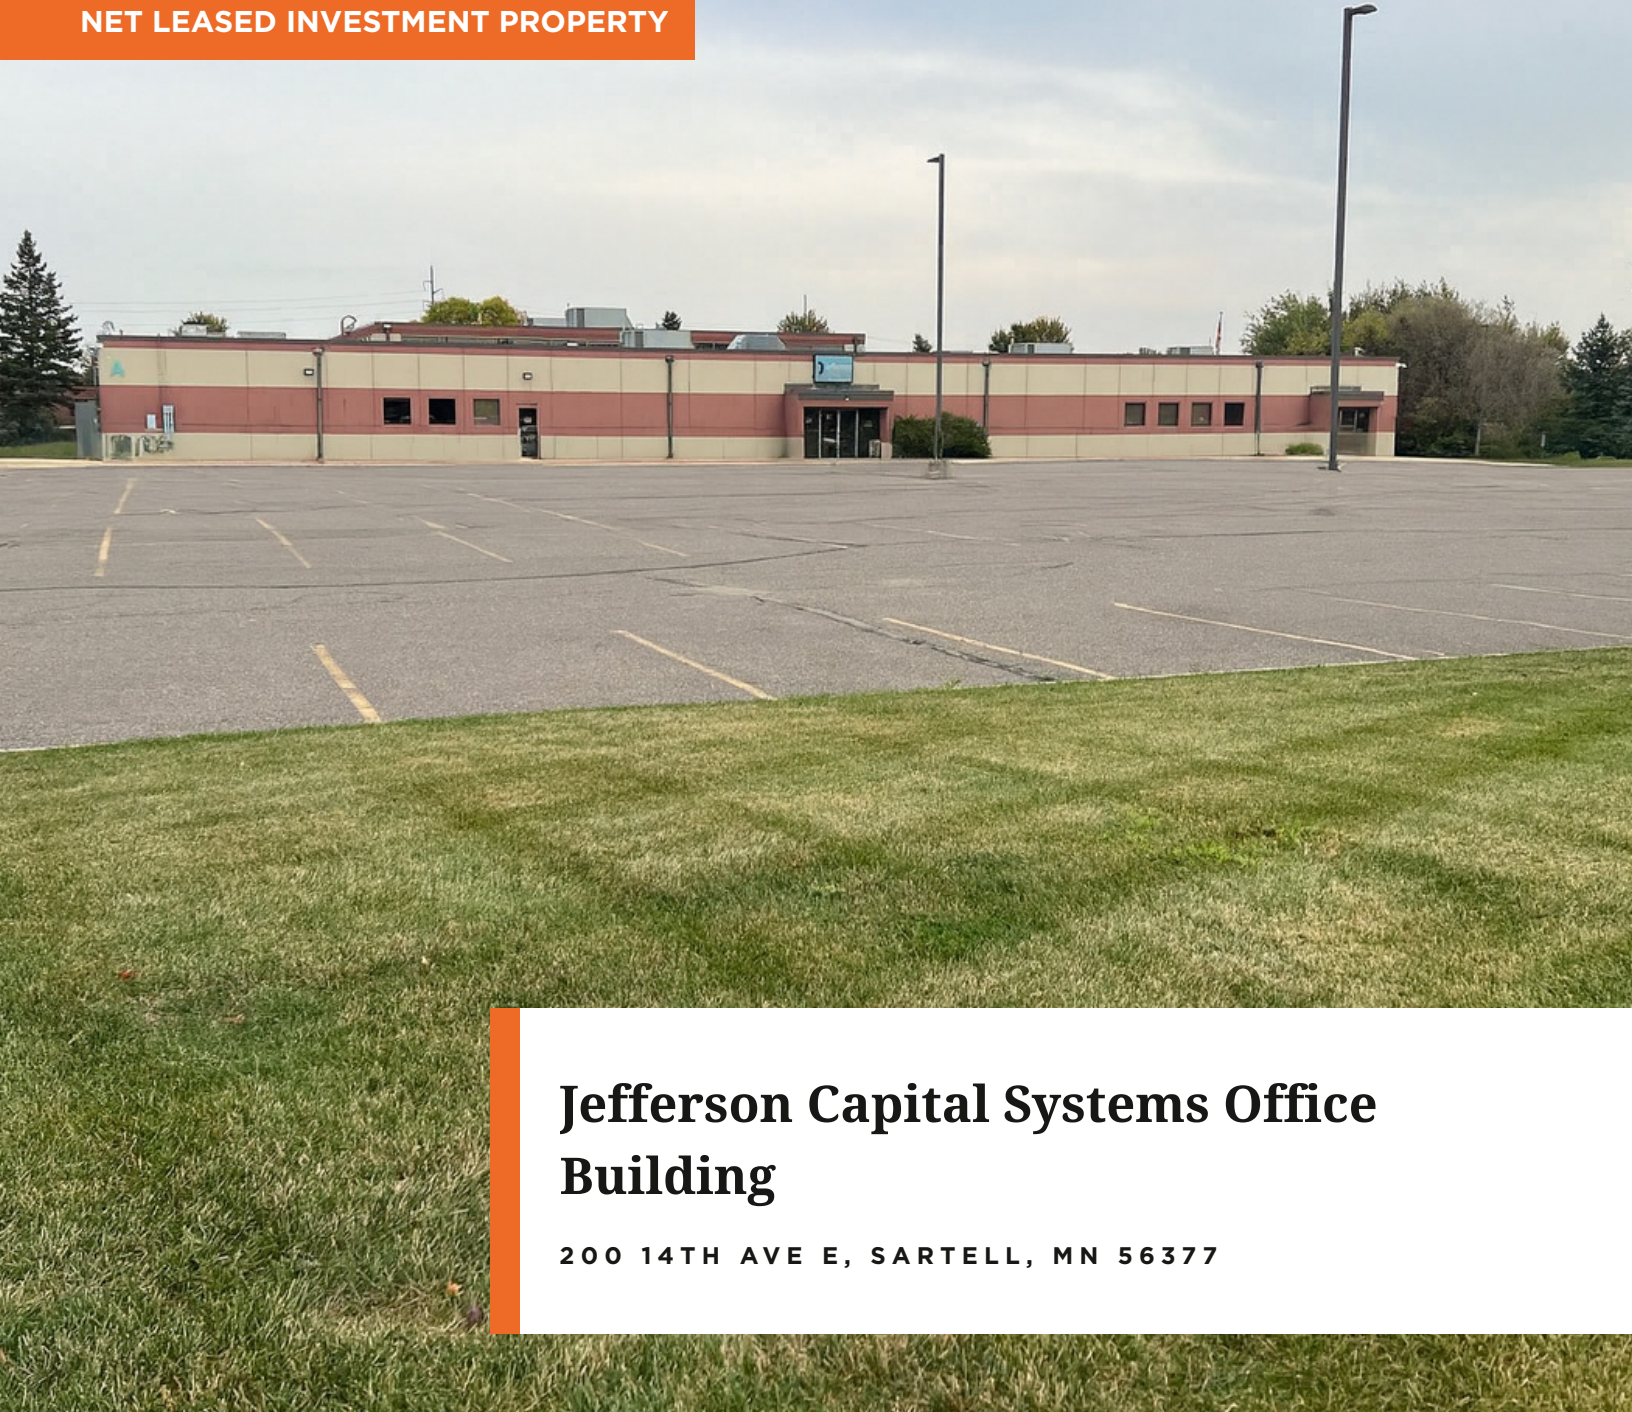 NET LEASED INVESTMENT PROPERTY
A
Jefferson Capital Systems Office
Building
200 14TH AVE E, SARTELL, MN 56377